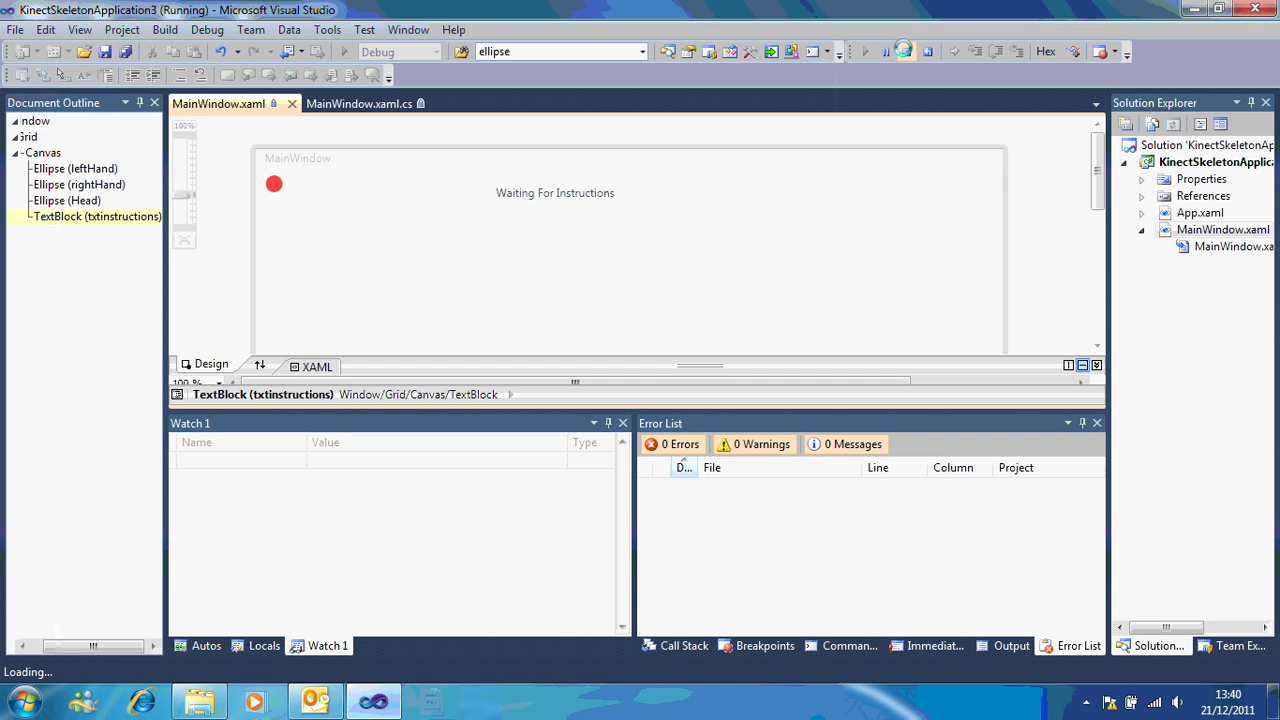 KinectSkeletonApplication3 (Running) - Microsoft Visual Studio
File Edit View Project Build Debug Team Data Tools Test Window Help
Debug ellipse Hex
Document Outline
ndow
Grid
Canvas
Ellipse (leftHand)
Ellipse (rightHand)
Ellipse (Head)
TextBlock (txtinstructions)
MainWindow.xaml MainWindow.xaml.cs
100%
MainWindow
Waiting For Instructions
Design XAML
100 %
TextBlock (txtinstructions) Window/Grid/Canvas/TextBlock
Watch 1
Name Value Type
Autos Locals Watch 1
Error List
0 Errors 0 Warnings 0 Messages
D... File Line Column Project
Call Stack Breakpoints Comman... Immediat... Output Error List
Solution Explorer
Solution 'KinectSkeletonAp
KinectSkeletonApplica
Properties
References
App.xaml
MainWindow.xaml
MainWindow.xa
Solution... Team Ex...
Loading...
13:40
21/12/2011